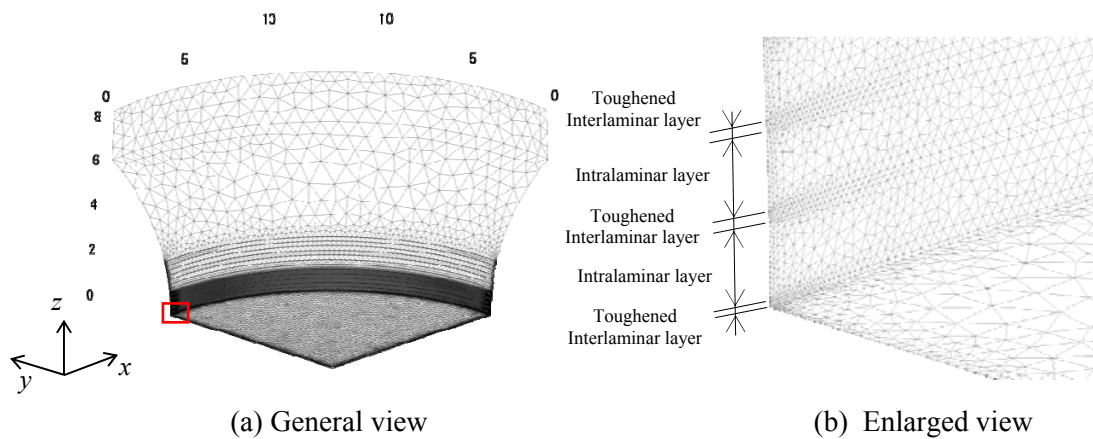 10
10
5
5
0
0
8
6
4
2
0
z
y
x
Toughened
Interlaminar layer
Intralaminar layer
Toughened
Interlaminar layer
Intralaminar layer
Toughened
Interlaminar layer
(a) General view
(b) Enlarged view